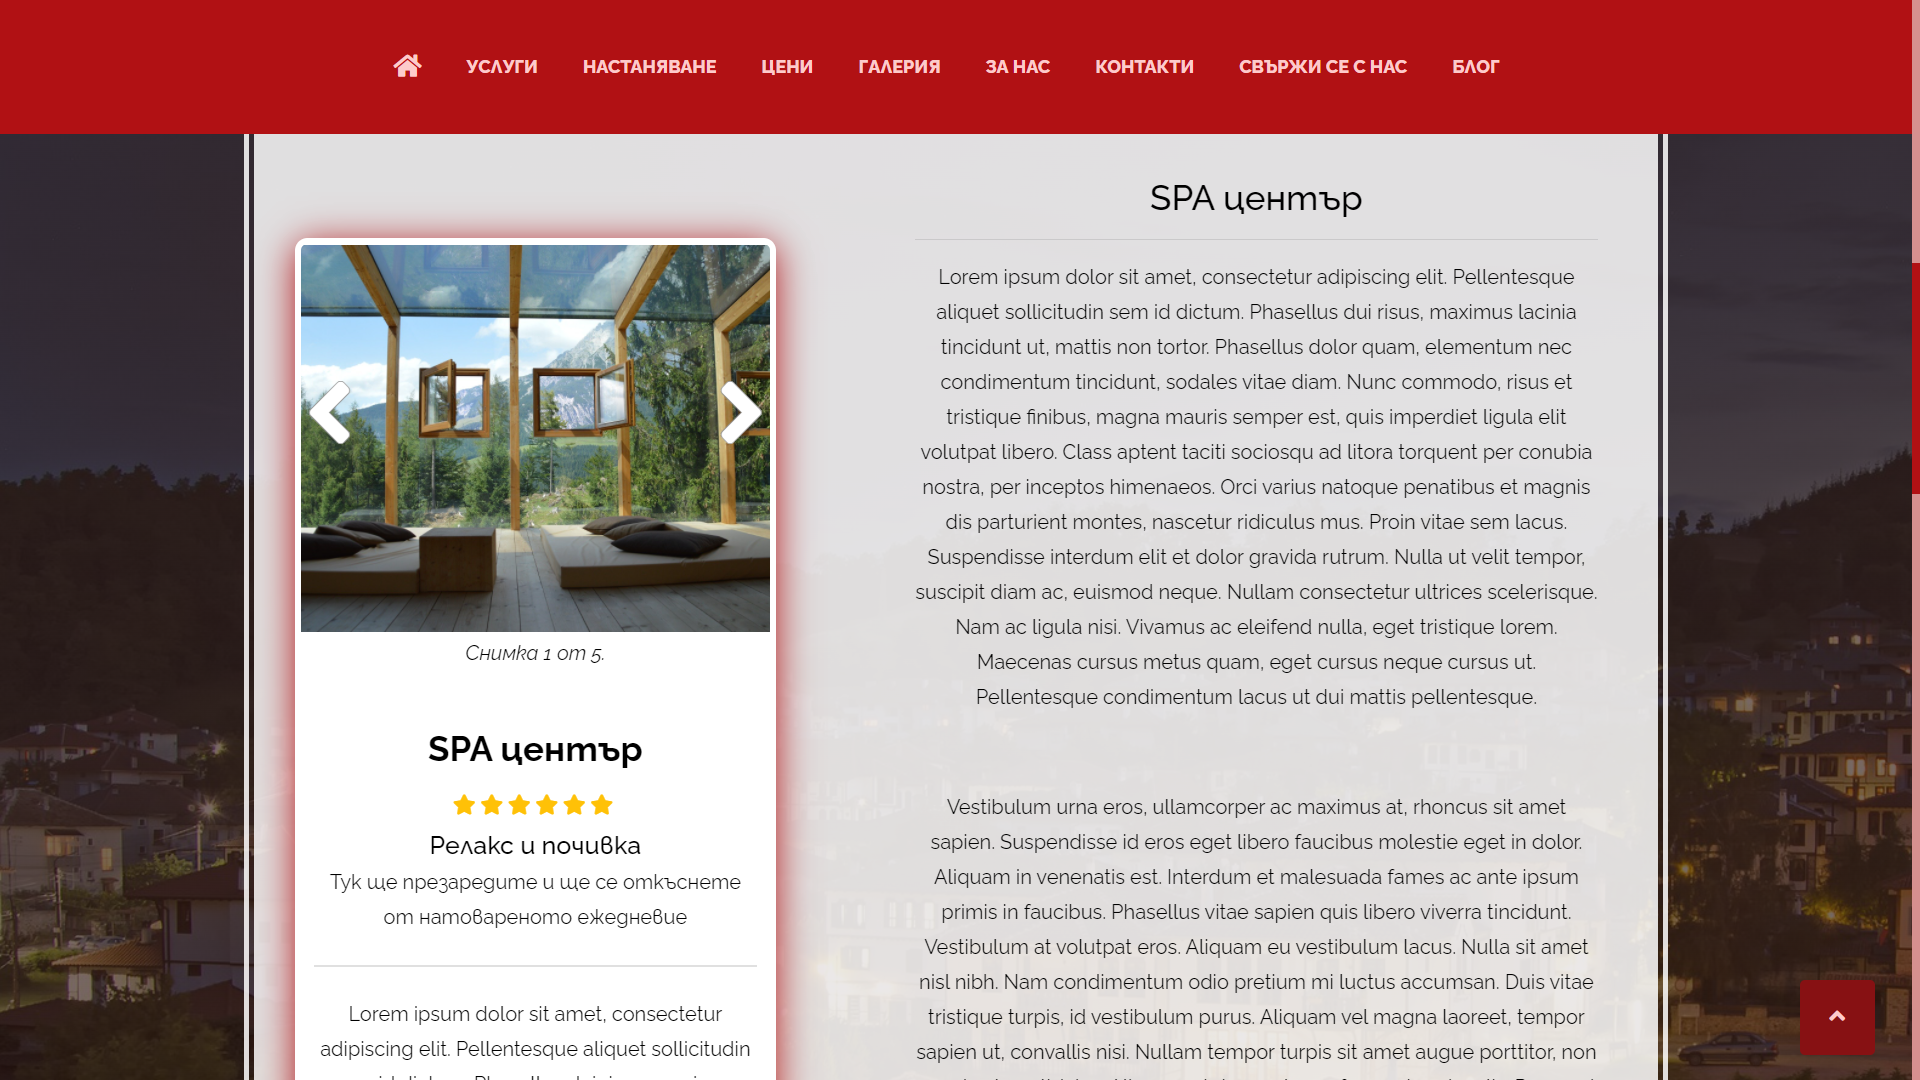 УСЛУГИ НАСТАНЯВАНЕ ЦЕНИ ГАЛЕРИЯ ЗА НАС КОНТАКТИ СВЪРЖИ СЕ С НАС БЛОГ
Снимка 1 от 5.
SPA център
Релакс и почивка
Тук ще презаредите и ще се откъснете
от натовареното ежедневие
Lorem ipsum dolor sit amet, consectetur
adipiscing elit. Pellentesque aliquet sollicitudin
SPA център
Lorem ipsum dolor sit amet, consectetur adipiscing elit. Pellentesque
aliquet sollicitudin sem id dictum. Phasellus dui risus, maximus lacinia
tincidunt ut, mattis non tortor. Phasellus dolor quam, elementum nec
condimentum tincidunt, sodales vitae diam. Nunc commodo, risus et
tristique finibus, magna mauris semper est, quis imperdiet ligula elit
volutpat libero. Class aptent taciti sociosqu ad litora torquent per conubia
nostra, per inceptos himenaeos. Orci varius natoque penatibus et magnis
dis parturient montes, nascetur ridiculus mus. Proin vitae sem lacus.
Suspendisse interdum elit et dolor gravida rutrum. Nulla ut velit tempor,
suscipit diam ac, euismod neque. Nullam consectetur ultrices scelerisque.
Nam ac ligula nisi. Vivamus ac eleifend nulla, eget tristique lorem.
Maecenas cursus metus quam, eget cursus neque cursus ut.
Pellentesque condimentum lacus ut dui mattis pellentesque.
Vestibulum urna eros, ullamcorper ac maximus at, rhoncus sit amet
sapien. Suspendisse id eros eget libero faucibus molestie eget in dolor.
Aliquam in venenatis est. Interdum et malesuada fames ac ante ipsum
primis in faucibus. Phasellus vitae sapien quis libero viverra tincidunt.
Vestibulum at volutpat eros. Aliquam eu vestibulum lacus. Nulla sit amet
nisl nibh. Nam condimentum odio pretium mi luctus accumsan. Duis vitae
tristique turpis, id vestibulum purus. Aliquam vel magna laoreet, tempor
sapien ut, convallis nisi. Nullam tempor turpis sit amet augue porttitor, non